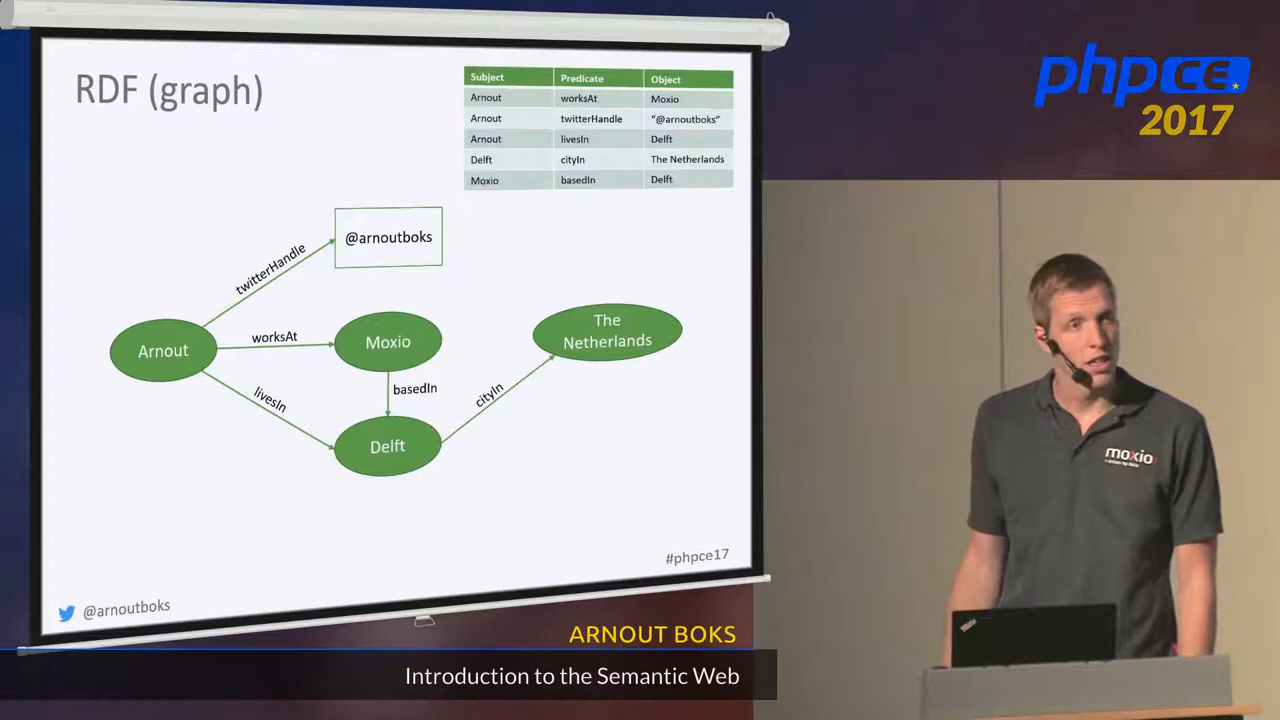 RDF (graph)
Subject Predicate Object
Arnout worksAt Moxio
Arnout twitterHandle "@arnoutboks"
Arnout livesIn Delft
Delft cityIn The Netherlands
Moxio basedIn Delft
phpCE
2017
@arnoutboks
twitterHandle
Arnout
worksAt
Moxio
The
Netherlands
livesIn
basedIn
cityIn
Delft
moxio
#phpce17
@arnoutboks
ARNOUT BOKS
Introduction to the Semantic Web